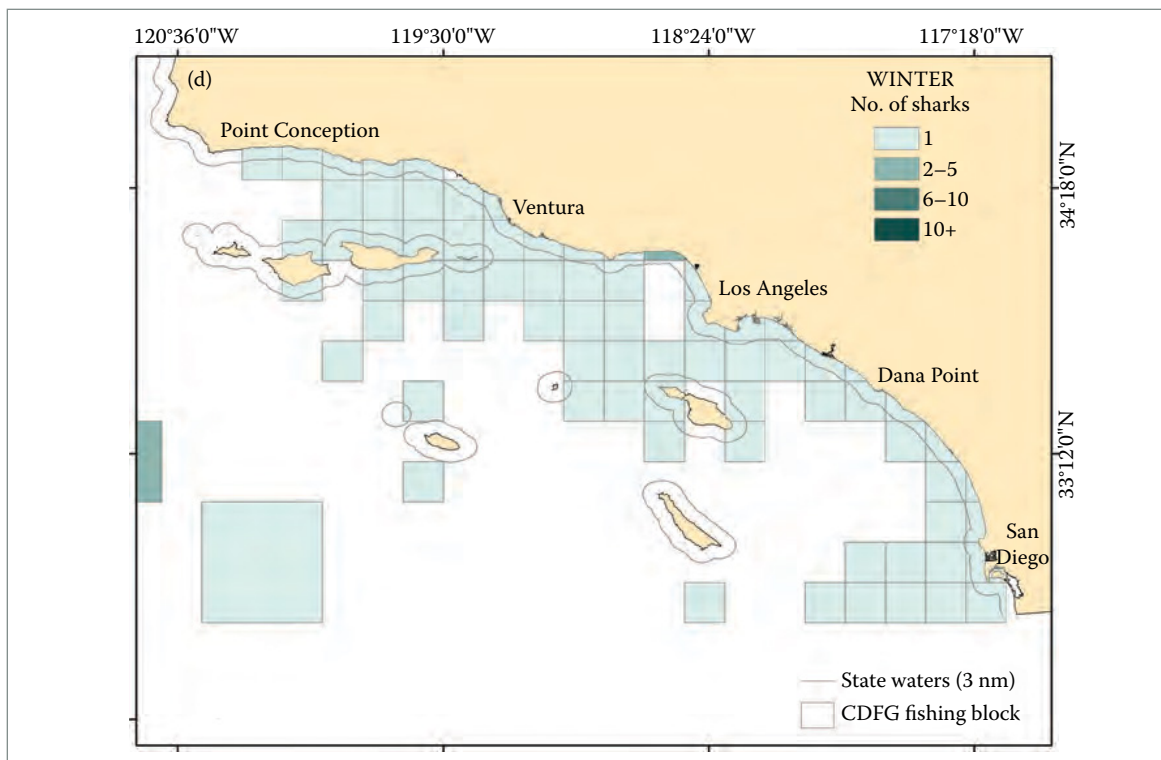 120°36'0"W 119°30'0"W 118°24'0"W 117°18'0"W
(d)
WINTER
No. of sharks
1
2–5
6–10
10+
Point Conception
34°18'0"N
Ventura
Los Angeles
Dana Point
33°12'0"N
San
Diego
State waters (3 nm)
CDFG fishing block